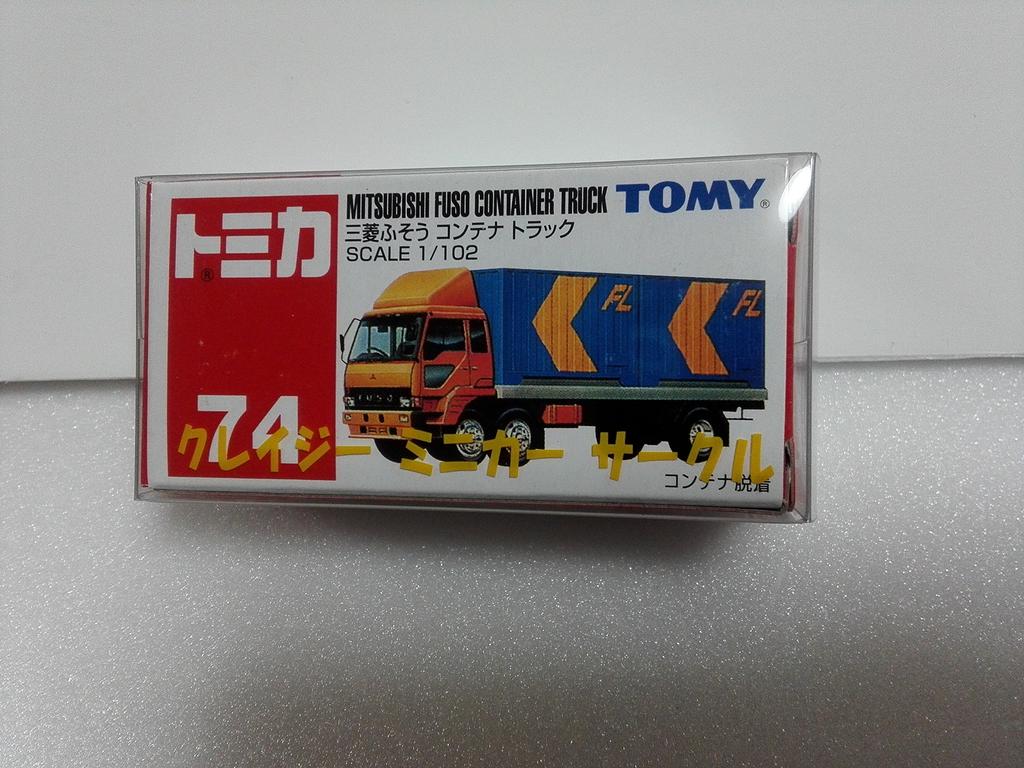 トミカ®
74
MITSUBISHI FUSO CONTAINER TRUCK
TOMY®
三菱ふそう コンテナ トラック
SCALE 1/102
FL
FL
FUSO
クレイジー ミニカー サークル
コンテナ脱着